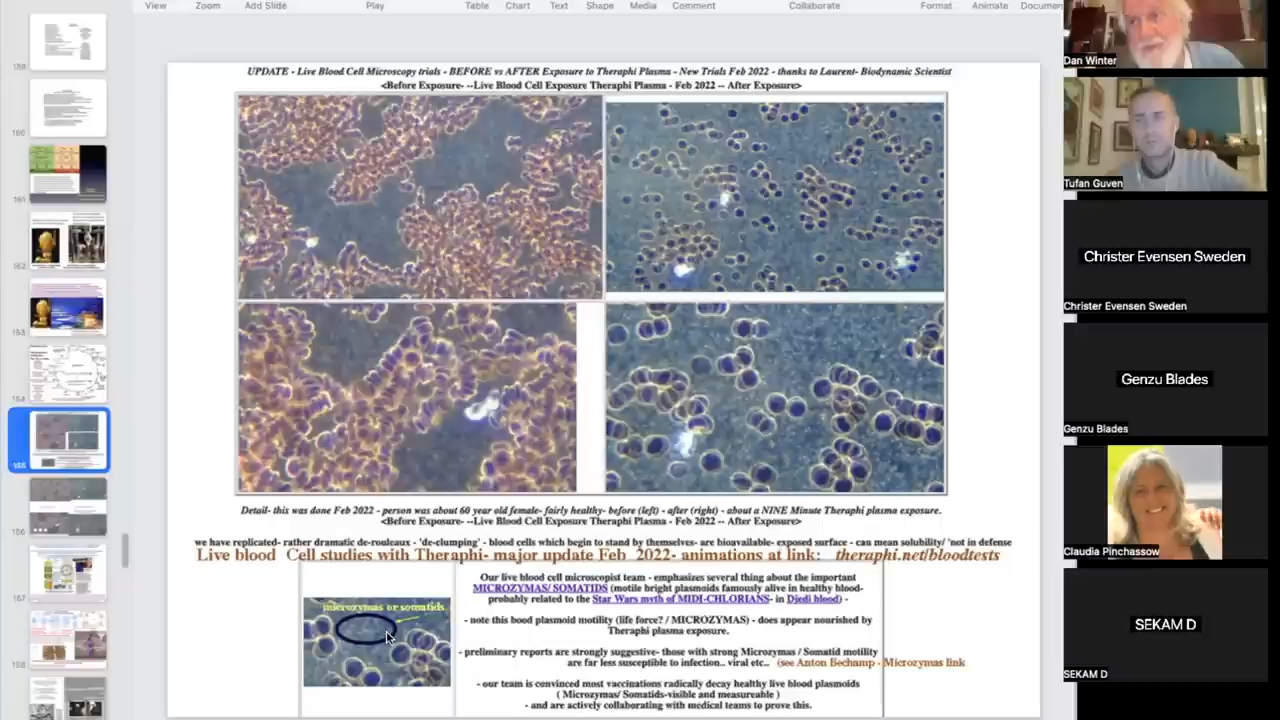 View Zoom Add Slide Play Table Chart Text Shape Media Comment Collaborate Format Animate Documen
UPDATE - Live Blood Cell Microscopy trials - BEFORE vs AFTER Exposure to Theraphi Plasma - New Trials Feb 2022 - thanks to Laurent- Biodynamic Scientist
<Before Exposure- --Live Blood Cell Exposure Theraphi Plasma - Feb 2022 -- After Exposure>
Detail- this was done Feb 2022 - person was about 60 year old female- fairly healthy- before (left) - after (right) - about a NINE Minute Theraphi plasma exposure.
<Before Exposure- --Live Blood Cell Exposure Theraphi Plasma - Feb 2022 -- After Exposure>
we have replicated- rather dramatic de-rouleaux - 'de-clumping' - blood cells which begin to stand by themselves- are bioavailable- exposed surface - can mean solubility/ 'not in defense
Live blood Cell studies with Theraphi- major update Feb 2022- animations at link: theraphi.net/bloodtests
microzymas or somatids
Our live blood cell microscopist team - emphasizes several thing about the important
MICROZYMAS/ SOMATIDS (motile bright plasmoids famously alive in healthy blood-
probably related to the Star Wars myth of MIDI-CHLORIANS- in Djedi blood) -
- note this bood plasmoid motility (life force? / MICROZYMAS) - does appear nourished by
Theraphi plasma exposure.
- preliminary reports are strongly suggestive- those with strong Microzymas / Somatid motility
are far less susceptible to infection.. viral etc.. (see Anton Bechamp - Microzymas link
- our team is convinced most vaccinations radically decay healthy live blood plasmoids
( Microzymas/ Somatids-visible and measureable )
- and are actively collaborating with medical teams to prove this.
Dan Winter
Tufan Guven
Christer Evensen Sweden
Christer Evensen Sweden
Genzu Blades
Genzu Blades
Claudia Pinchassow
SEKAM D
SEKAM D